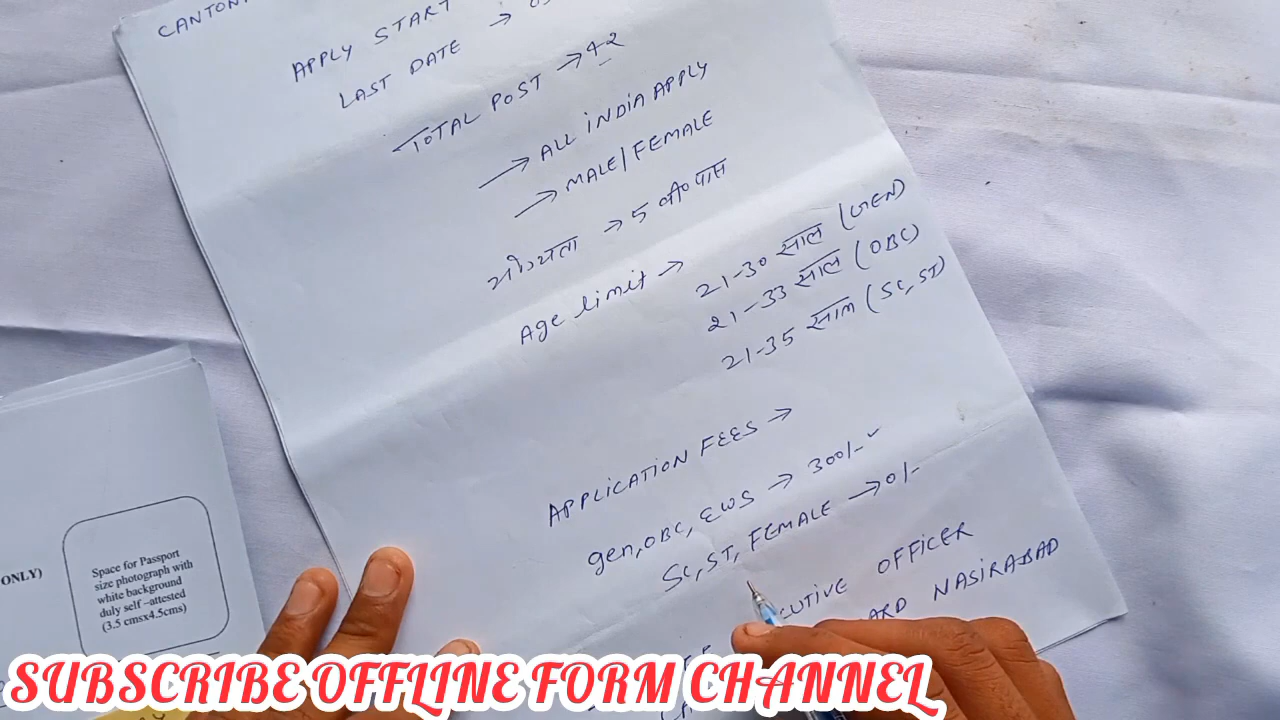 APPLY START
LAST DATE →
TOTAL POST → 42
→ ALL INDIA APPLY
→ MALE/FEMALE
योग्यता → 5 वी० पास
Age limit →
21-30 साल (GEN)
21-33 साल (OBC)
21-35 साल (SC, ST)
APPLICATION FEES →
gen, OBC, EWS → 300/- ✓
SC, ST, FEMALE → 0/-
CUTIVE OFFICER
ARD NASIRABAD
ONLY)
Space for Passport
size photograph with
white background
duly self –attested
(3.5 cmsx4.5cms)
SUBSCRIBE OFFLINE FORM CHANNEL